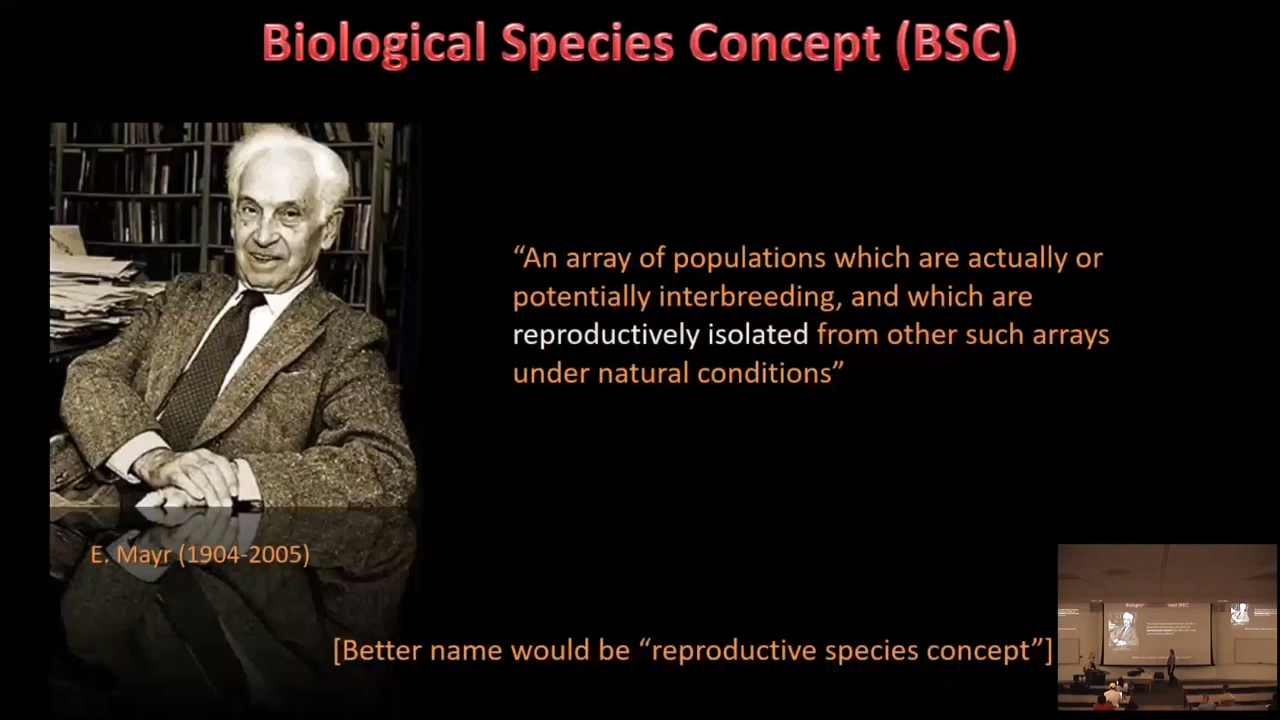 Biological Species Concept (BSC)
“An array of populations which are actually or
potentially interbreeding, and which are
reproductively isolated from other such arrays
under natural conditions”
E. Mayr (1904-2005)
[Better name would be “reproductive species concept”]